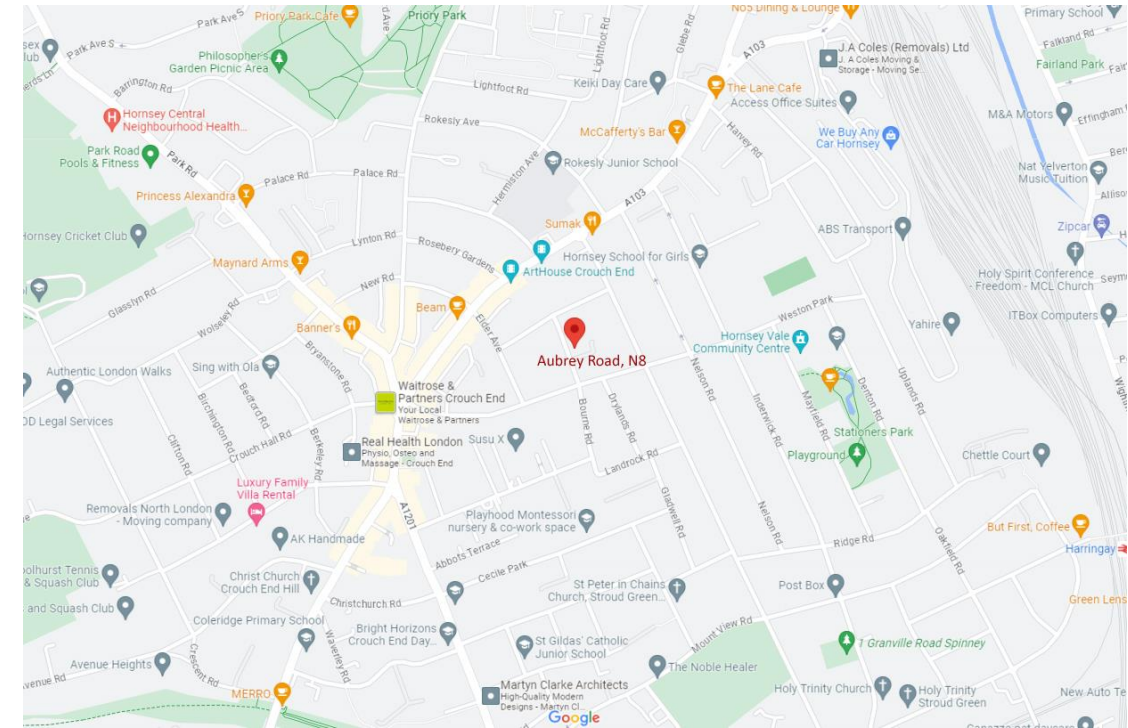 Park Ave S
Priory Park Cafe
Priory Park
No5 Dining & Lounge
Primary School
Park Ave S
Philosopher's
Garden Picnic Area
Lightfoot Rd
Glebe Rd
A103
J.A Coles (Removals) Ltd
J. A Coles Moving &
Storage - Moving Se...
Falkland Rd
Fairland Park
Barrington Rd
Lightfoot Rd
Keiki Day Care
The Lane Cafe
Access Office Suites
M&A Motors
Effingham
Hornsey Central
Neighbourhood Health...
Rokesly Ave
McCafferty's Bar
Harvey Rd
We Buy Any
Car Hornsey
Park Road
Pools & Fitness
Park Rd
Palace Rd
Palace Rd
Hermiston Ave
Rokesly Junior School
Nat Yelverton
Music Tuition
Princess Alexandra
A103
Zipcar
Hornsey Cricket Club
Lynton Rd
Rosebery Gardens
Sumak
ABS Transport
Maynard Arms
Hornsey School for Girls
ArtHouse Crouch End
Holy Spirit Conference
- Freedom - MCL Church
Glasslyn Rd
New Rd
Wolseley Rd
Beam
Elder Ave
Weston Park
ITBox Computers
Banner's
Bryanstone Rd
Hornsey Vale
Community Centre
Yahire
Aubrey Road, N8
Authentic London Walks
Sing with Ola
Nelson Rd
Uplands Rd
Denton Rd
Mayfield Rd
Waitrose &
Partners Crouch End
Your Local
Waitrose & Partners
Birchington Rd
Bedford Rd
Drylands Rd
Bourne Rd
Inderwick Rd
OD Legal Services
Clifton Rd
Crouch Hall Rd
Berkeley Rd
Real Health London
Physio, Osteo and
Massage - Crouch End
Susu X
Stationers Park
Playground
Chettle Court
Landrock Rd
Luxury Family
Villa Rental
Gladwell Rd
Nelson Rd
Removals North London
- Moving company
A1201
Playhood Montessori
nursery & co-work space
But First, Coffee
Oakfield Rd
AK Handmade
Ridge Rd
Harringay
Abbots Terrace
Cecile Park
Christ Church
Crouch End Hill
St Peter in Chains
Church, Stroud Green...
Post Box
& Squash Club
and Squash Club
Christchurch Rd
Green Lens
Coleridge Primary School
Bright Horizons
Crouch End Day...
Mount View Rd
1 Granville Road Spinney
Waverley Rd
St Gildas' Catholic
Junior School
Avenue Heights
Crescent Rd
The Noble Healer
MERRO
Martyn Clarke Architects
High-Quality Modern
Designs - Martyn Cl...
Holy Trinity Church
Holy Trinity
Stroud Green
New Auto Te
Google